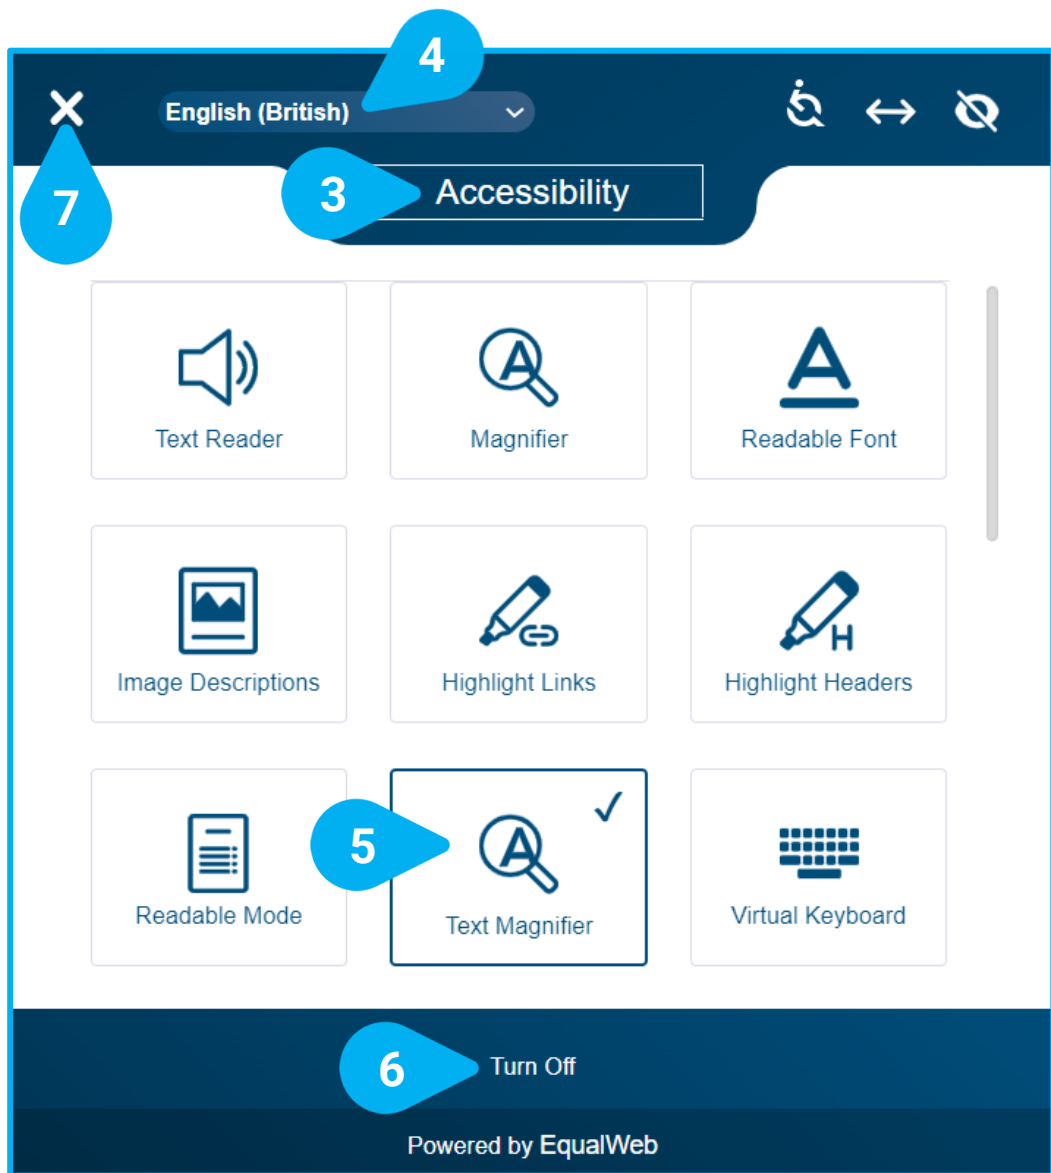 4
English (British)
3
Accessibility
7
Text Reader
Magnifier
Readable Font
Image Descriptions
Highlight Links
Highlight Headers
Readable Mode
5
Text Magnifier
Virtual Keyboard
6
Turn Off
Powered by EqualWeb